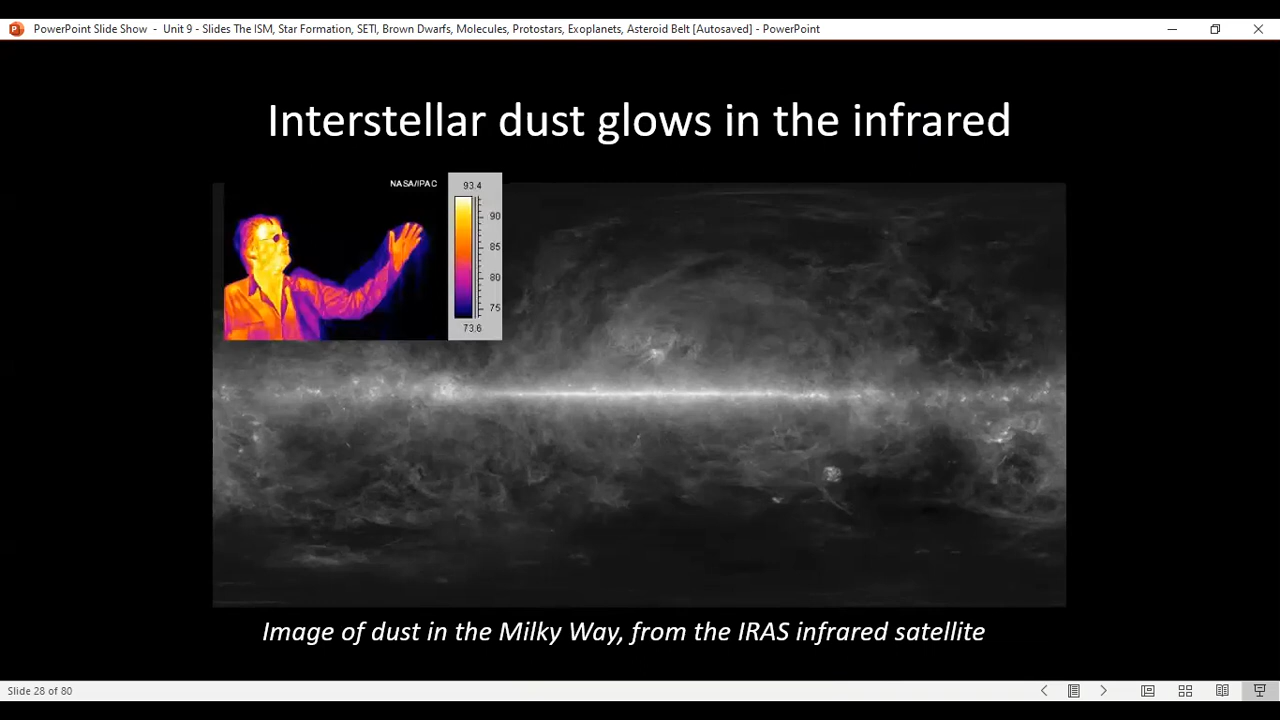 PowerPoint Slide Show - Unit 9 - Slides The ISM, Star Formation, SETI, Brown Dwarfs, Molecules, Protostars, Exoplanets, Asteroid Belt [Autosaved] - PowerPoint
Interstellar dust glows in the infrared
NASA/IPAC
93.4
90
85
80
75
73.6
Image of dust in the Milky Way, from the IRAS infrared satellite
Slide 28 of 80